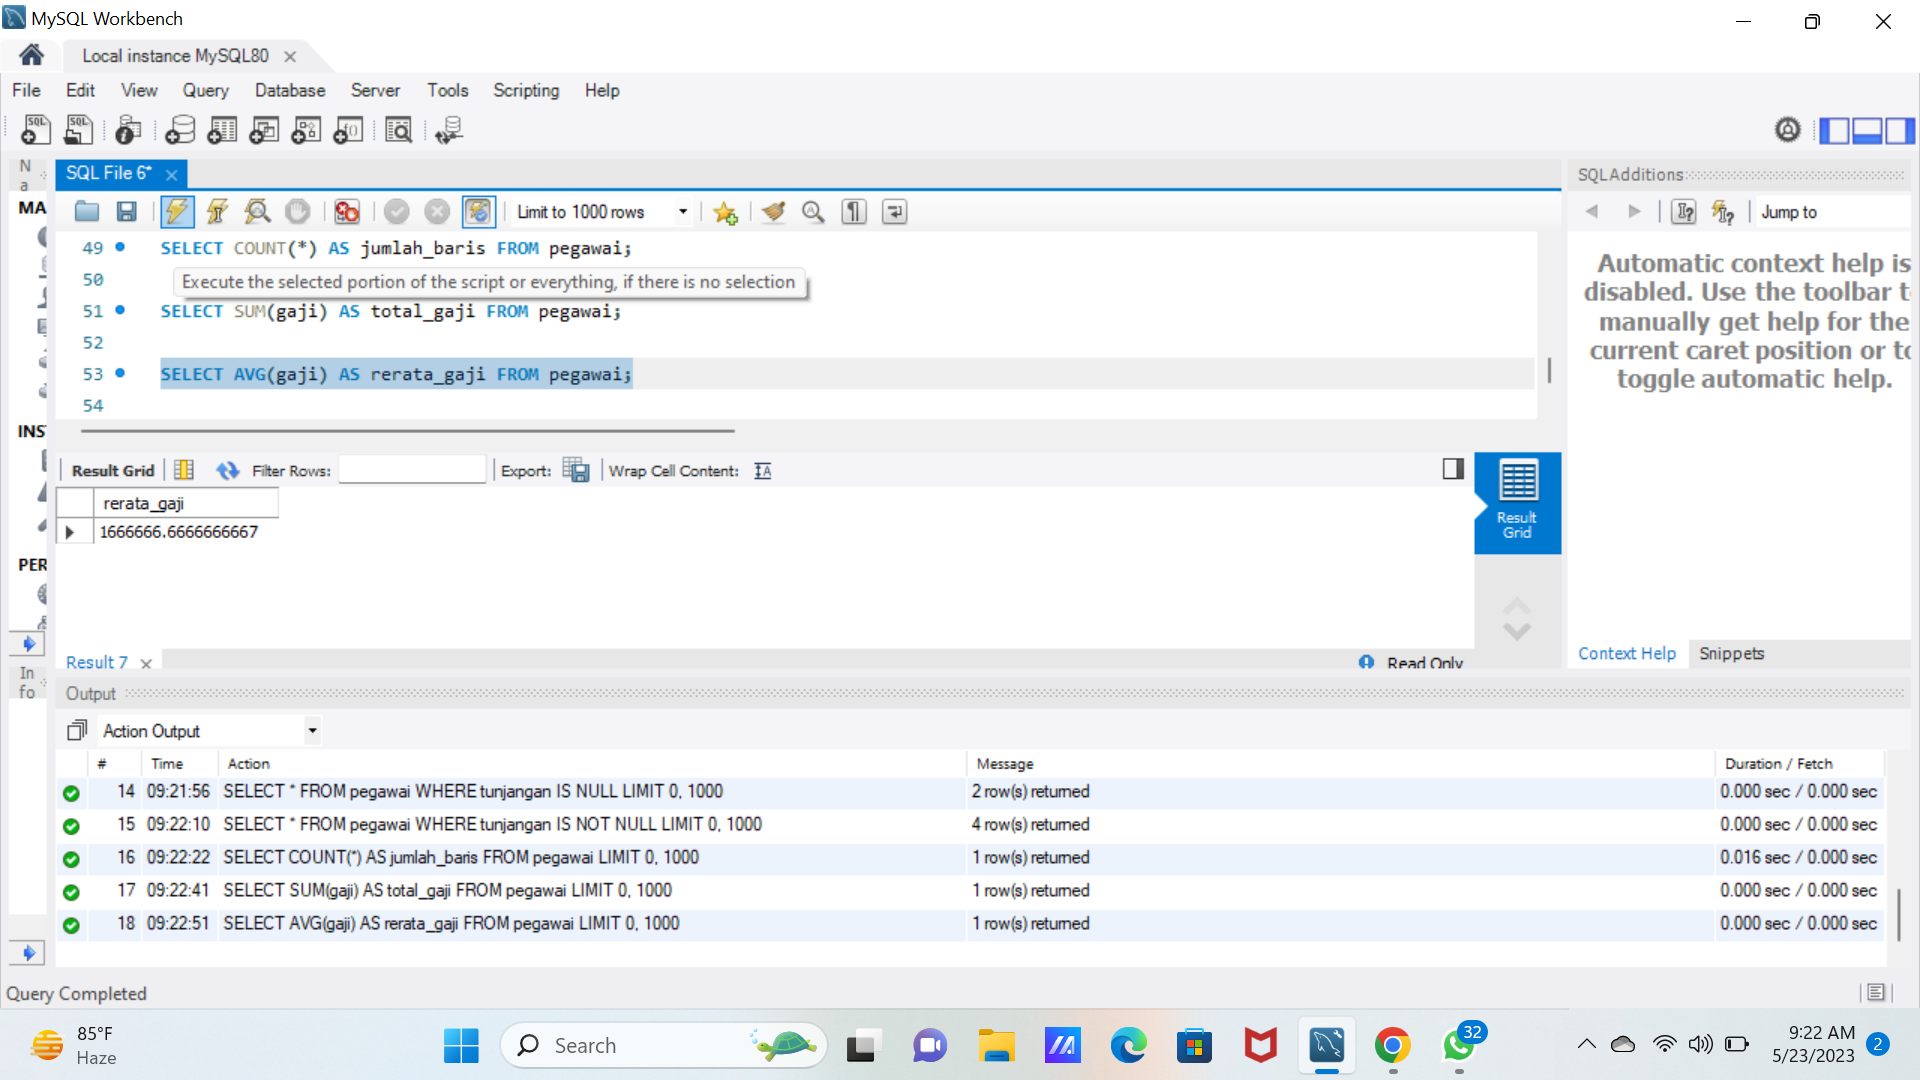 MySQL Workbench
Local instance MySQL80
File Edit View Query Database Server Tools Scripting Help
N
a
SQL File 6*
SQLAdditions
MA
Limit to 1000 rows
Jump to
49 SELECT COUNT(*) AS jumlah_baris FROM pegawai;
50
Execute the selected portion of the script or everything, if there is no selection
51 SELECT SUM(gaji) AS total_gaji FROM pegawai;
52
53 SELECT AVG(gaji) AS rerata_gaji FROM pegawai;
54
Automatic context help is
disabled. Use the toolbar t
manually get help for the
current caret position or to
toggle automatic help.
INS
Result Grid Filter Rows: Export: Wrap Cell Content:
rerata_gaji
1666666.6666666667
Result
Grid
PER
Result 7
Read Only
Context Help Snippets
In
fo
Output
Action Output
# Time Action Message Duration / Fetch
14 09:21:56 SELECT * FROM pegawai WHERE tunjangan IS NULL LIMIT 0, 1000 2 row(s) returned 0.000 sec / 0.000 sec
15 09:22:10 SELECT * FROM pegawai WHERE tunjangan IS NOT NULL LIMIT 0, 1000 4 row(s) returned 0.000 sec / 0.000 sec
16 09:22:22 SELECT COUNT(*) AS jumlah_baris FROM pegawai LIMIT 0, 1000 1 row(s) returned 0.016 sec / 0.000 sec
17 09:22:41 SELECT SUM(gaji) AS total_gaji FROM pegawai LIMIT 0, 1000 1 row(s) returned 0.000 sec / 0.000 sec
18 09:22:51 SELECT AVG(gaji) AS rerata_gaji FROM pegawai LIMIT 0, 1000 1 row(s) returned 0.000 sec / 0.000 sec
Query Completed
85°F
Haze
Search
32
9:22 AM
5/23/2023
2